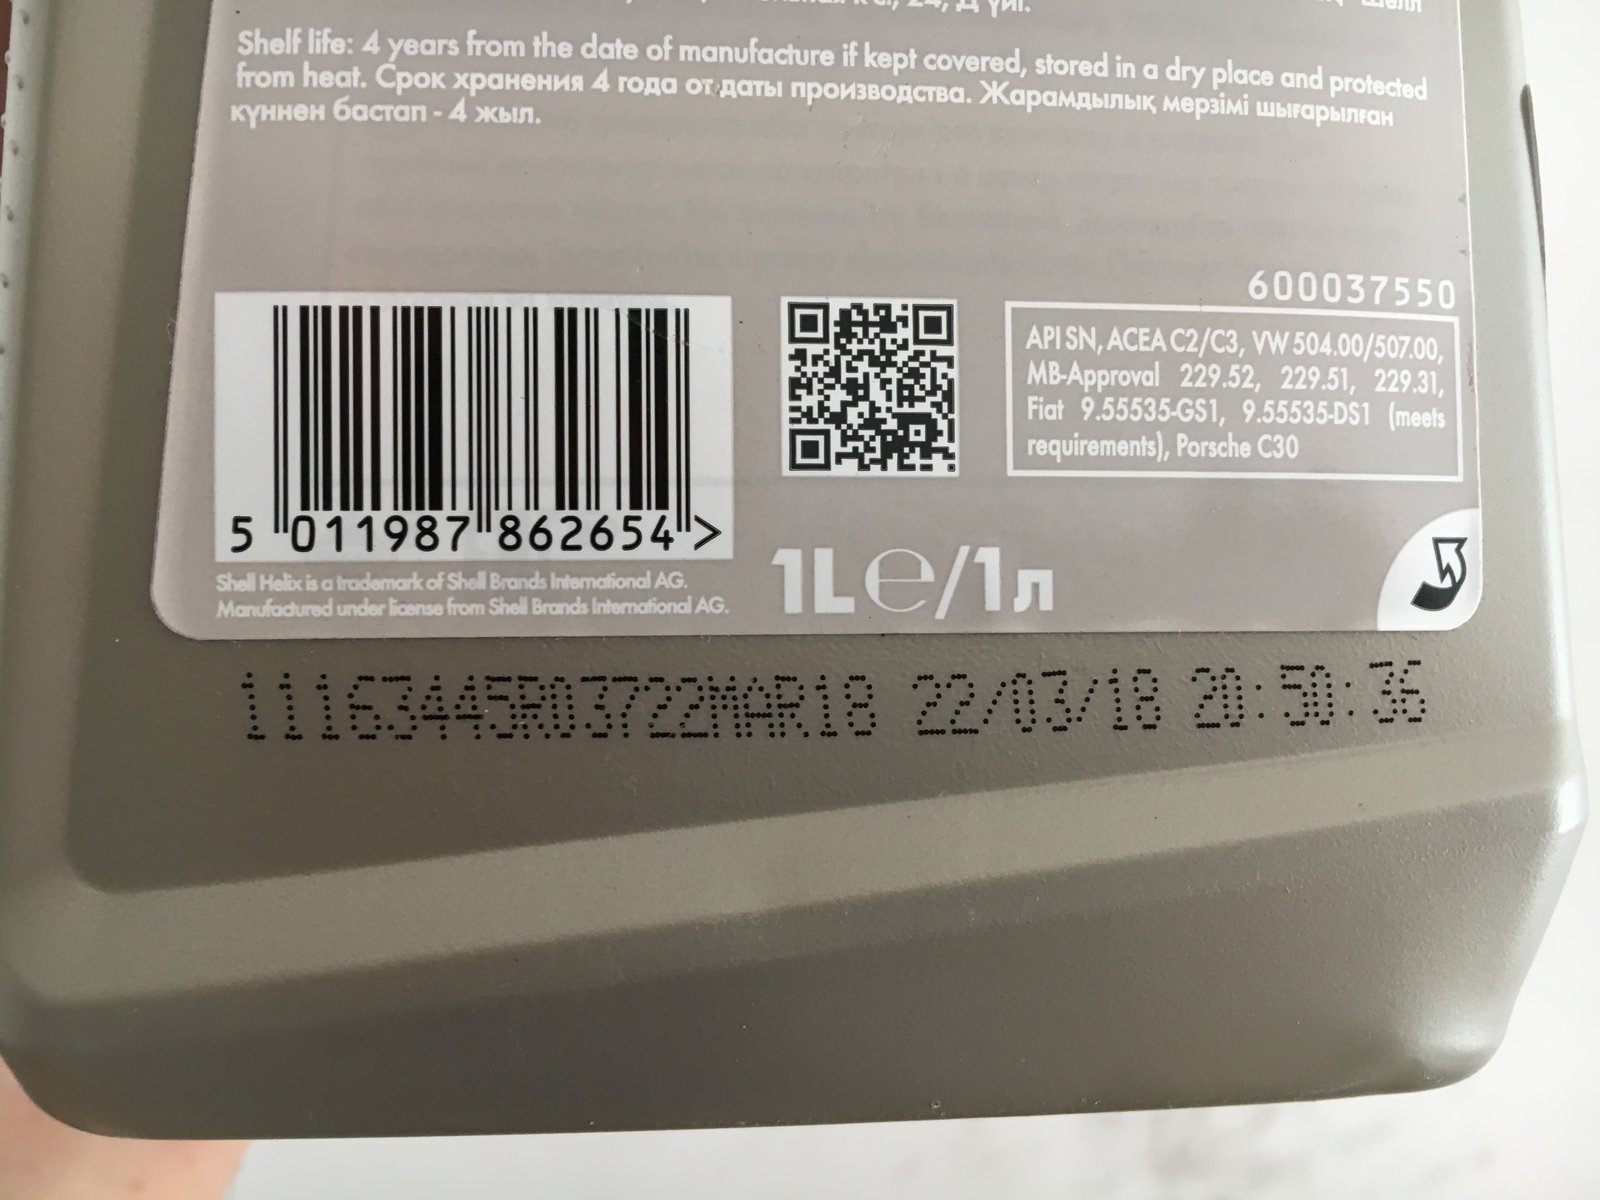 24, Д үйі.
Shelf life: 4 years from the date of manufacture if kept covered, stored in a dry place and protected
from heat. Срок хранения 4 года от даты производства. Жарамдылық мерзімі шығарылған
күннен бастап - 4 жыл.
600037550
API SN, ACEA C2/C3, VW 504.00/507.00,
MB-Approval 229.52, 229.51, 229.31,
Fiat 9.55535-GS1, 9.55535-DS1 (meets
requirements), Porsche C30
5 011987 862654 >
Shell Helix is a trademark of Shell Brands International AG.
Manufactured under license from Shell Brands International AG.
1L℮/1л
11163445R03722MAR18 22/03/18 20:50:36